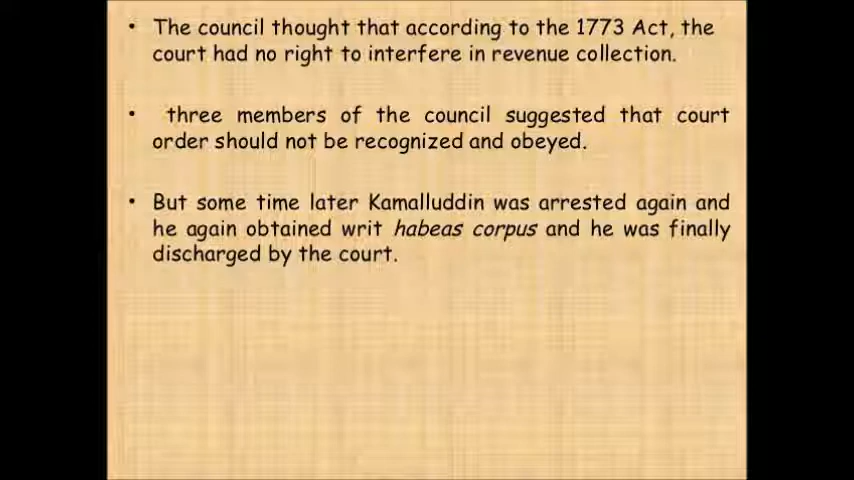 • The council thought that according to the 1773 Act, the
court had no right to interfere in revenue collection.
• three members of the council suggested that court
order should not be recognized and obeyed.
• But some time later Kamalluddin was arrested again and
he again obtained writ habeas corpus and he was finally
discharged by the court.